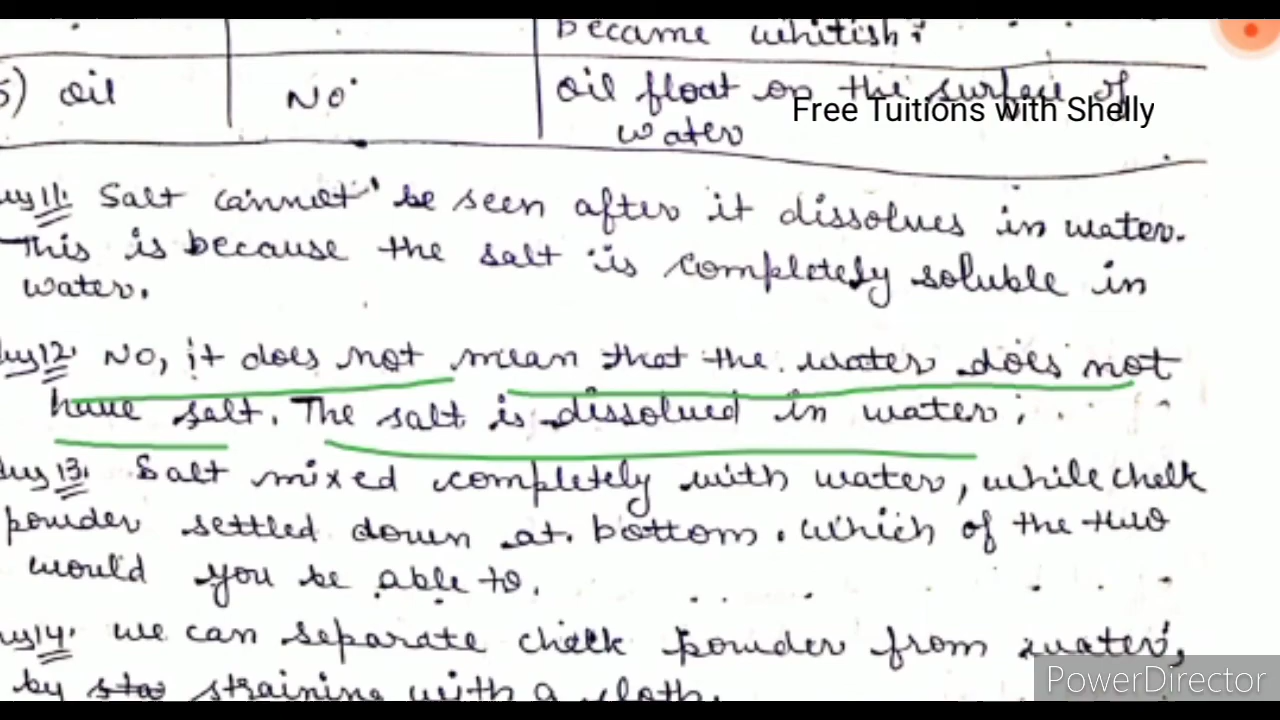 became whitish.
5) oil No oil float on the surface of
water
Free Tuitions with Shelly
11. Salt cannot be seen after it dissolves in water.
This is because the salt is completely soluble in
water.
12. No, it does not mean that the water does not
have salt. The salt is dissolved in water.
13. Salt mixed completely with water, while chalk
powder settled down at bottom. which of the two
would you be able to.
14. we can separate chalk powder from water,
by straining with a cloth.
PowerDirector